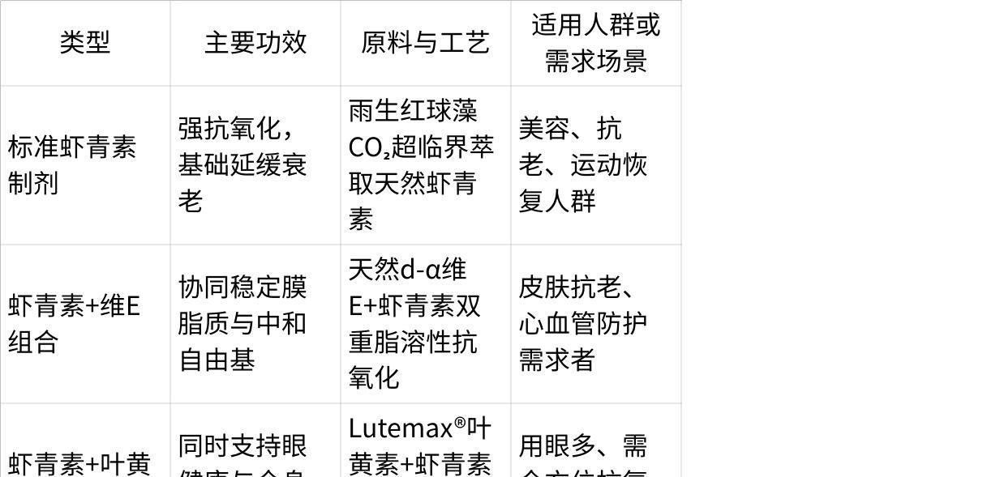 类型
主要功效
原料与工艺
适用人群或
需求场景
标准虾青素
制剂
强抗氧化，
基础延缓衰
老
雨生红球藻
CO₂超临界萃
取天然虾青
素
美容、抗
老、运动恢
复人群
虾青素+维E
组合
协同稳定膜
脂质与中和
自由基
天然d-α维
E+虾青素双
重脂溶性抗
氧化
皮肤抗老、
心血管防护
需求者
虾青素+叶黄
同时支持眼
Lutemax®叶
黄素+虾青素
用眼多、需